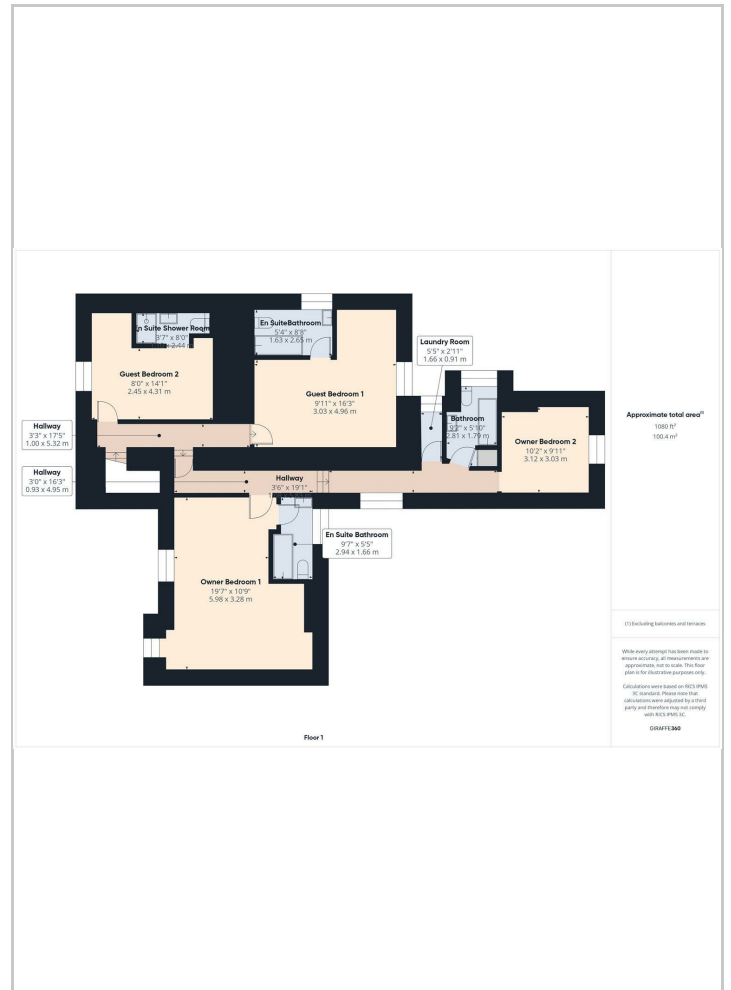 En Suite Shower Room
3'7" x 8'0"
2.44 m
Guest Bedroom 2
8'0" x 14'1"
2.45 x 4.31 m
En SuiteBathroom
5'4" x 8'8"
1.63 x 2.65 m
Guest Bedroom 1
9'11" x 16'3"
3.03 x 4.96 m
Laundry Room
5'5" x 2'11"
1.66 x 0.91 m
Bathroom
9'2" x 5'10"
2.81 x 1.79 m
Owner Bedroom 2
10'2" x 9'11"
3.12 x 3.03 m
Hallway
3'3" x 17'5"
1.00 x 5.32 m
Hallway
3'0" x 16'3"
0.93 x 4.95 m
Hallway
3'6" x 19'1"
En Suite Bathroom
9'7" x 5'5"
2.94 x 1.66 m
Owner Bedroom 1
19'7" x 10'9"
5.98 x 3.28 m
Floor 1
Approximate total area(1)
1080 ft²
100.4 m²
(1) Excluding balconies and terraces
While every attempt has been made to
ensure accuracy, all measurements are
approximate, not to scale. This floor
plan is for illustrative purposes only.
Calculations were based on RICS IPMS
3C standard. Please note that
calculations were adjusted by a third
party and therefore may not comply
with RICS IPMS 3C.
GIRAFFE360